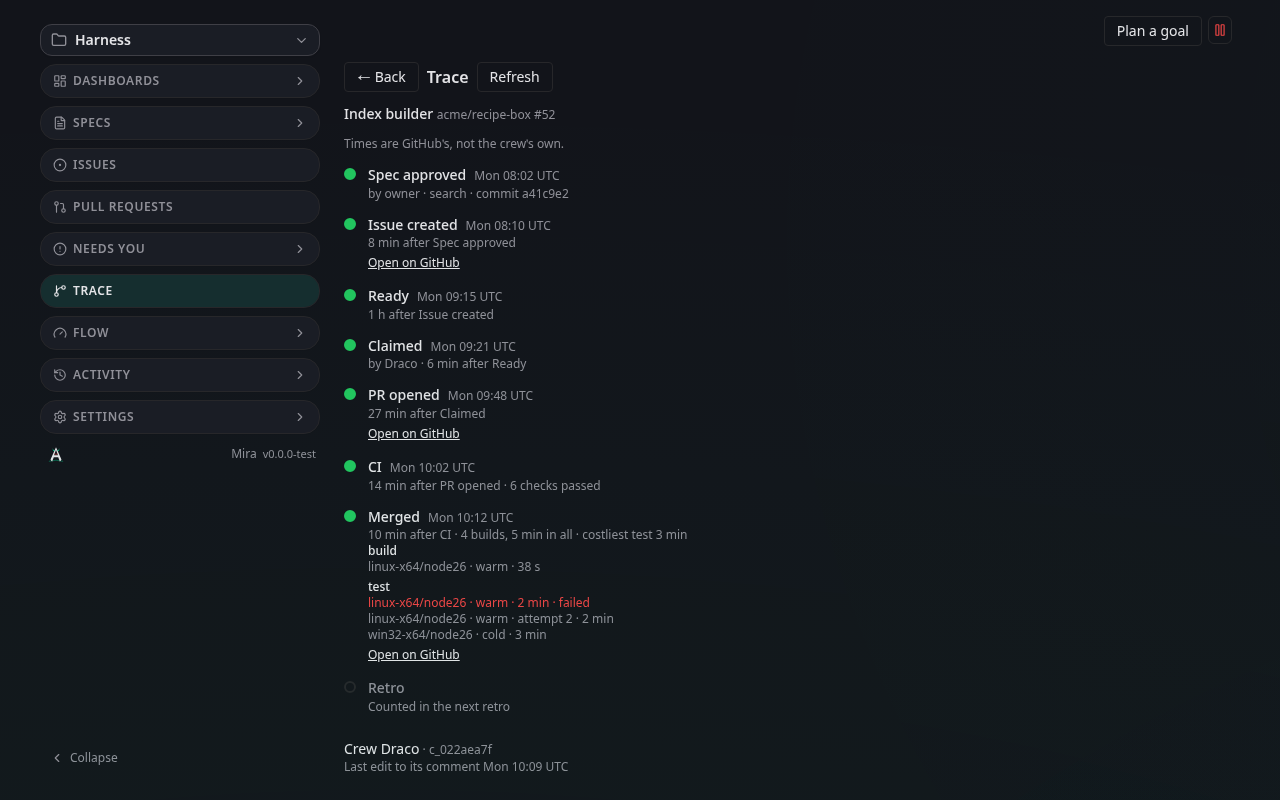 Harness
Plan a goal
DASHBOARDS
SPECS
ISSUES
PULL REQUESTS
NEEDS YOU
TRACE
FLOW
ACTIVITY
SETTINGS
A
Mira v0.0.0-test
Collapse
← Back
Trace
Refresh
Index builder acme/recipe-box #52
Times are GitHub's, not the crew's own.
Spec approved Mon 08:02 UTC
by owner · search · commit a41c9e2
Issue created Mon 08:10 UTC
8 min after Spec approved
Open on GitHub
Ready Mon 09:15 UTC
1 h after Issue created
Claimed Mon 09:21 UTC
by Draco · 6 min after Ready
PR opened Mon 09:48 UTC
27 min after Claimed
Open on GitHub
CI Mon 10:02 UTC
14 min after PR opened · 6 checks passed
Merged Mon 10:12 UTC
10 min after CI · 4 builds, 5 min in all · costliest test 3 min
build
linux-x64/node26 · warm · 38 s
test
linux-x64/node26 · warm · 2 min · failed
linux-x64/node26 · warm · attempt 2 · 2 min
win32-x64/node26 · cold · 3 min
Open on GitHub
Retro
Counted in the next retro
Crew Draco · c_022aea7f
Last edit to its comment Mon 10:09 UTC